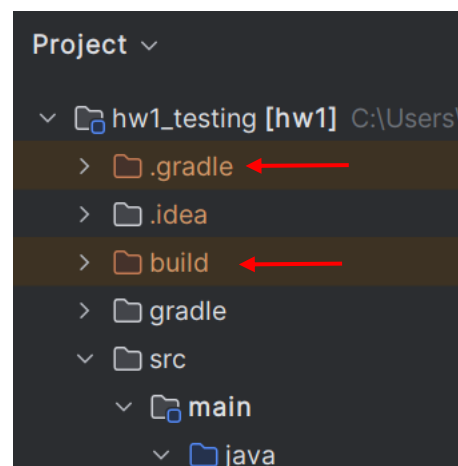 Project
hw1_testing [hw1] C:\Users\
.gradle
.idea
build
gradle
src
main
java